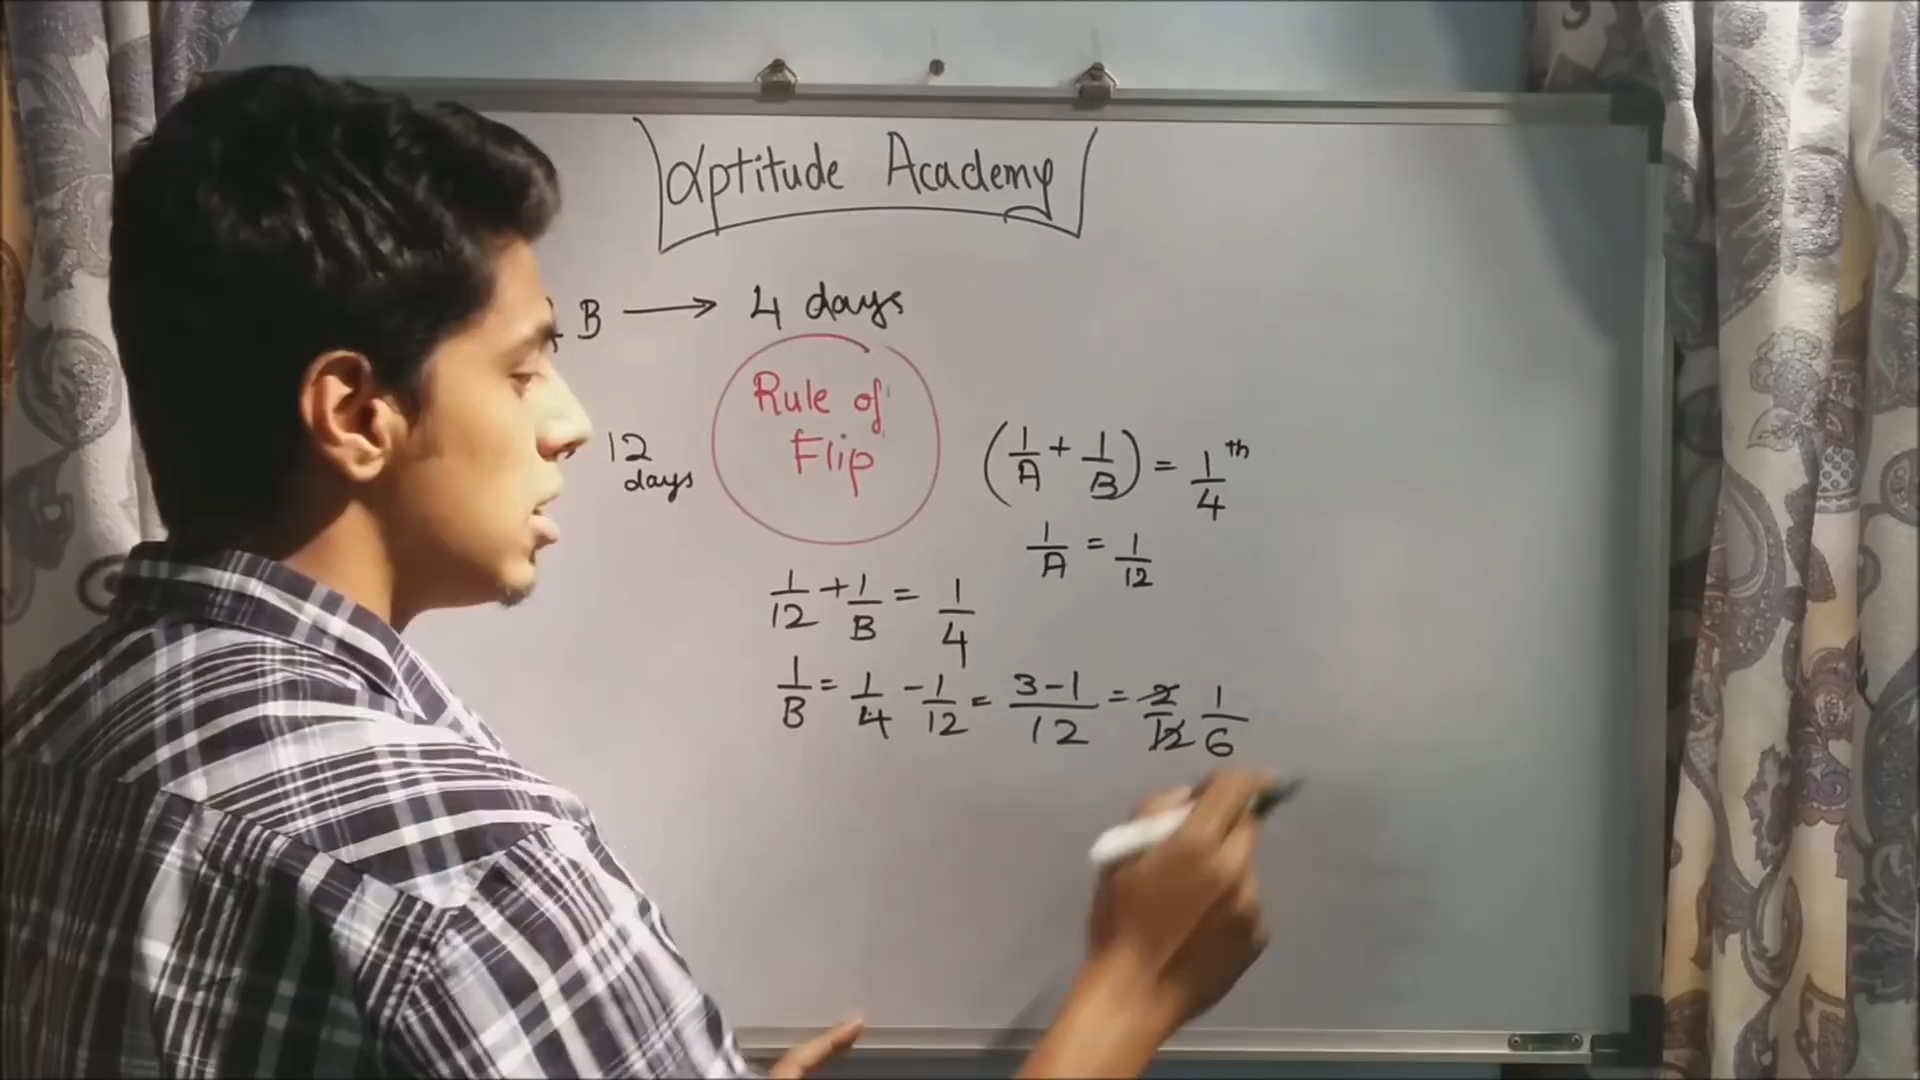 Aptitude Academy
& B → 4 days
Rule of
Flip
12
days
(1/A + 1/B) = 1/4 th
1/A = 1/12
1/12 + 1/B = 1/4
1/B = 1/4 - 1/12 = 3-1/12 = 2/12 1/6